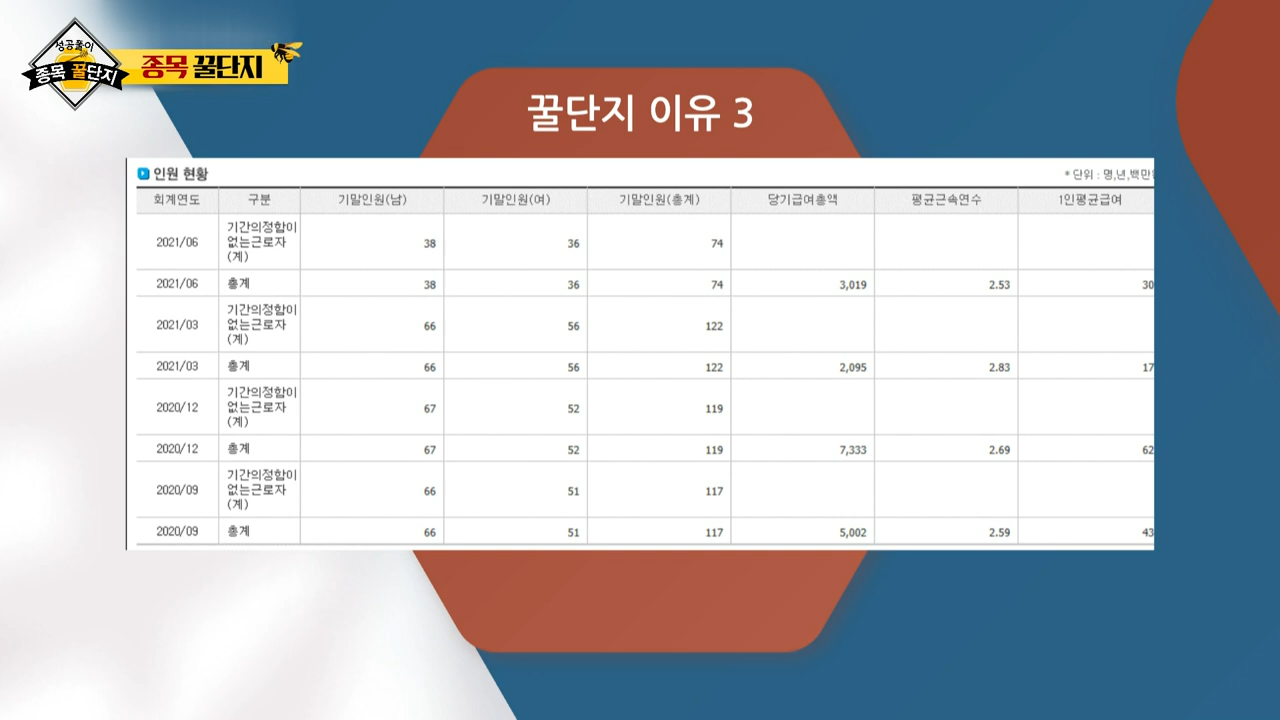 성공풀이
종목 꿀단지
종목 꿀단지
꿀단지 이유 3
인원 현황
* 단위 : 명,년,백만원
회계연도 구분 기말인원(남) 기말인원(여) 기말인원(총계) 당기급여총액 평균근속연수 1인평균급여
2021/06 기간의정함이없는근로자(계) 38 36 74
2021/06 총계 38 36 74 3,019 2.53 30
2021/03 기간의정함이없는근로자(계) 66 56 122
2021/03 총계 66 56 122 2,095 2.83 17
2020/12 기간의정함이없는근로자(계) 67 52 119
2020/12 총계 67 52 119 7,333 2.69 62
2020/09 기간의정함이없는근로자(계) 66 51 117
2020/09 총계 66 51 117 5,002 2.59 43